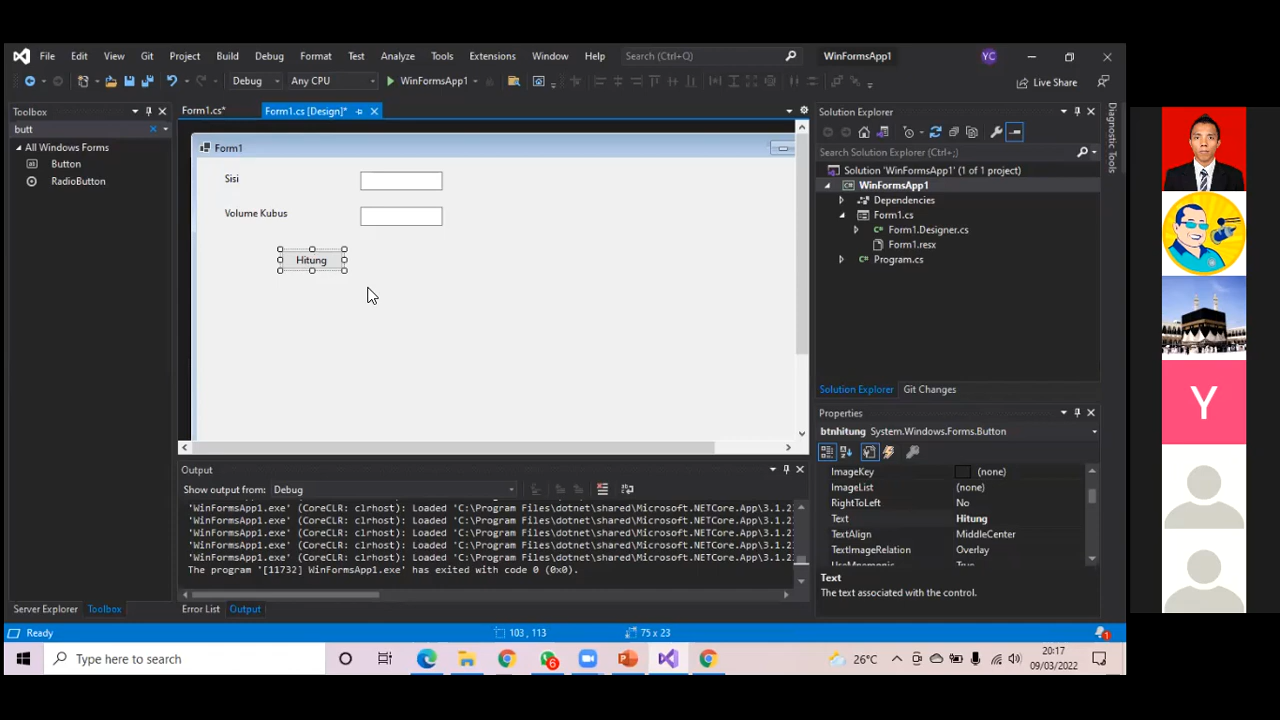 File Edit View Git Project Build Debug Format Test Analyze Tools Extensions Window Help Search (Ctrl+Q) WinFormsApp1 YC
Debug Any CPU WinFormsApp1 Live Share
Toolbox
butt
All Windows Forms
Button
RadioButton
Form1.cs*
Form1.cs [Design]*
Form1
Sisi
Volume Kubus
Hitung
Solution Explorer
Search Solution Explorer (Ctrl+;)
Solution 'WinFormsApp1' (1 of 1 project)
WinFormsApp1
Dependencies
Form1.cs
Form1.Designer.cs
Form1.resx
Program.cs
Solution Explorer Git Changes
Diagnostic Tools
Properties
btnhitung System.Windows.Forms.Button
ImageKey (none)
ImageList (none)
RightToLeft No
Text Hitung
TextAlign MiddleCenter
TextImageRelation Overlay
UseMnemonic True
Text
The text associated with the control.
Output
Show output from: Debug
'WinFormsApp1.exe' (CoreCLR: clrhost): Loaded 'C:\Program Files\dotnet\shared\Microsoft.NETCore.App\3.1.2
'WinFormsApp1.exe' (CoreCLR: clrhost): Loaded 'C:\Program Files\dotnet\shared\Microsoft.NETCore.App\3.1.2
'WinFormsApp1.exe' (CoreCLR: clrhost): Loaded 'C:\Program Files\dotnet\shared\Microsoft.NETCore.App\3.1.2
'WinFormsApp1.exe' (CoreCLR: clrhost): Loaded 'C:\Program Files\dotnet\shared\Microsoft.NETCore.App\3.1.2
'WinFormsApp1.exe' (CoreCLR: clrhost): Loaded 'C:\Program Files\dotnet\shared\Microsoft.NETCore.App\3.1.2
The program '[11732] WinFormsApp1.exe' has exited with code 0 (0x0).
Server Explorer Toolbox
Error List Output
Ready
103 , 113
75 x 23
1
Type here to search
6
26°C
20:17
09/03/2022
Y